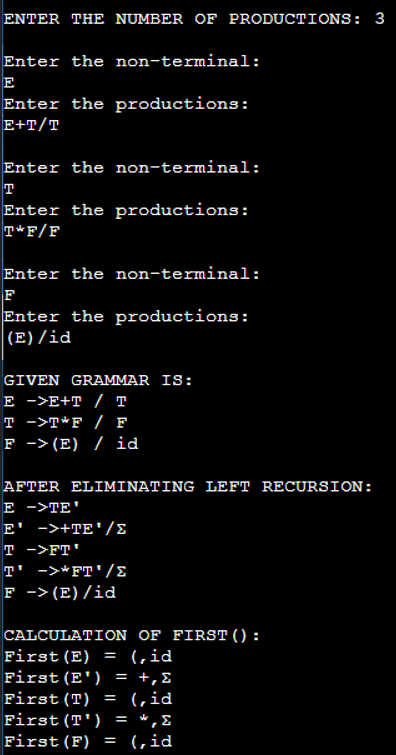 ENTER THE NUMBER OF PRODUCTIONS: 3
Enter the non-terminal:
E
Enter the productions:
E+T/T
Enter the non-terminal:
T
Enter the productions:
T*F/F
Enter the non-terminal:
F
Enter the productions:
(E)/id
GIVEN GRAMMAR IS:
E ->E+T / T
T ->T*F / F
F ->(E) / id
AFTER ELIMINATING LEFT RECURSION:
E ->TE'
E' ->+TE'/Σ
T ->FT'
T' ->*FT'/Σ
F ->(E)/id
CALCULATION OF FIRST():
First(E) = (,id
First(E') = +,Σ
First(T) = (,id
First(T') = *,Σ
First(F) = (,id